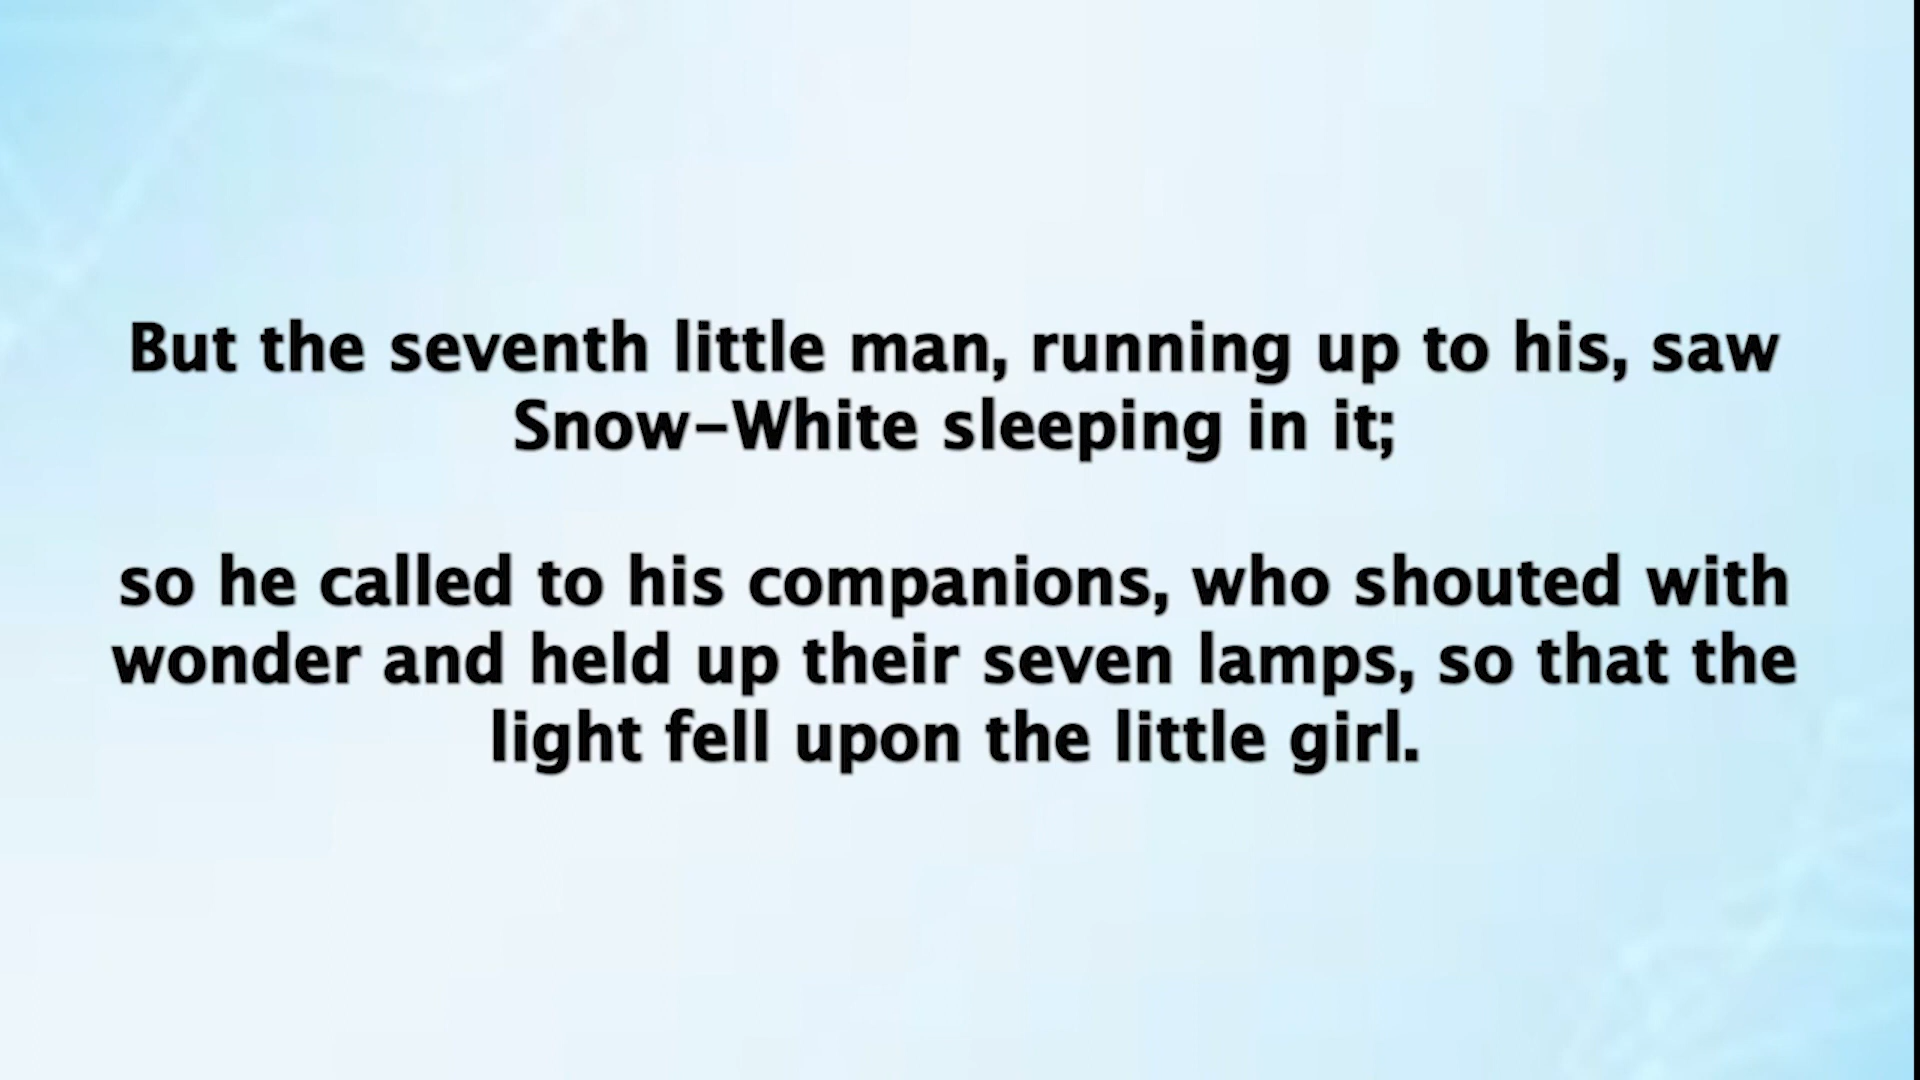 But the seventh little man, running up to his, saw
Snow-White sleeping in it;
so he called to his companions, who shouted with
wonder and held up their seven lamps, so that the
light fell upon the little girl.